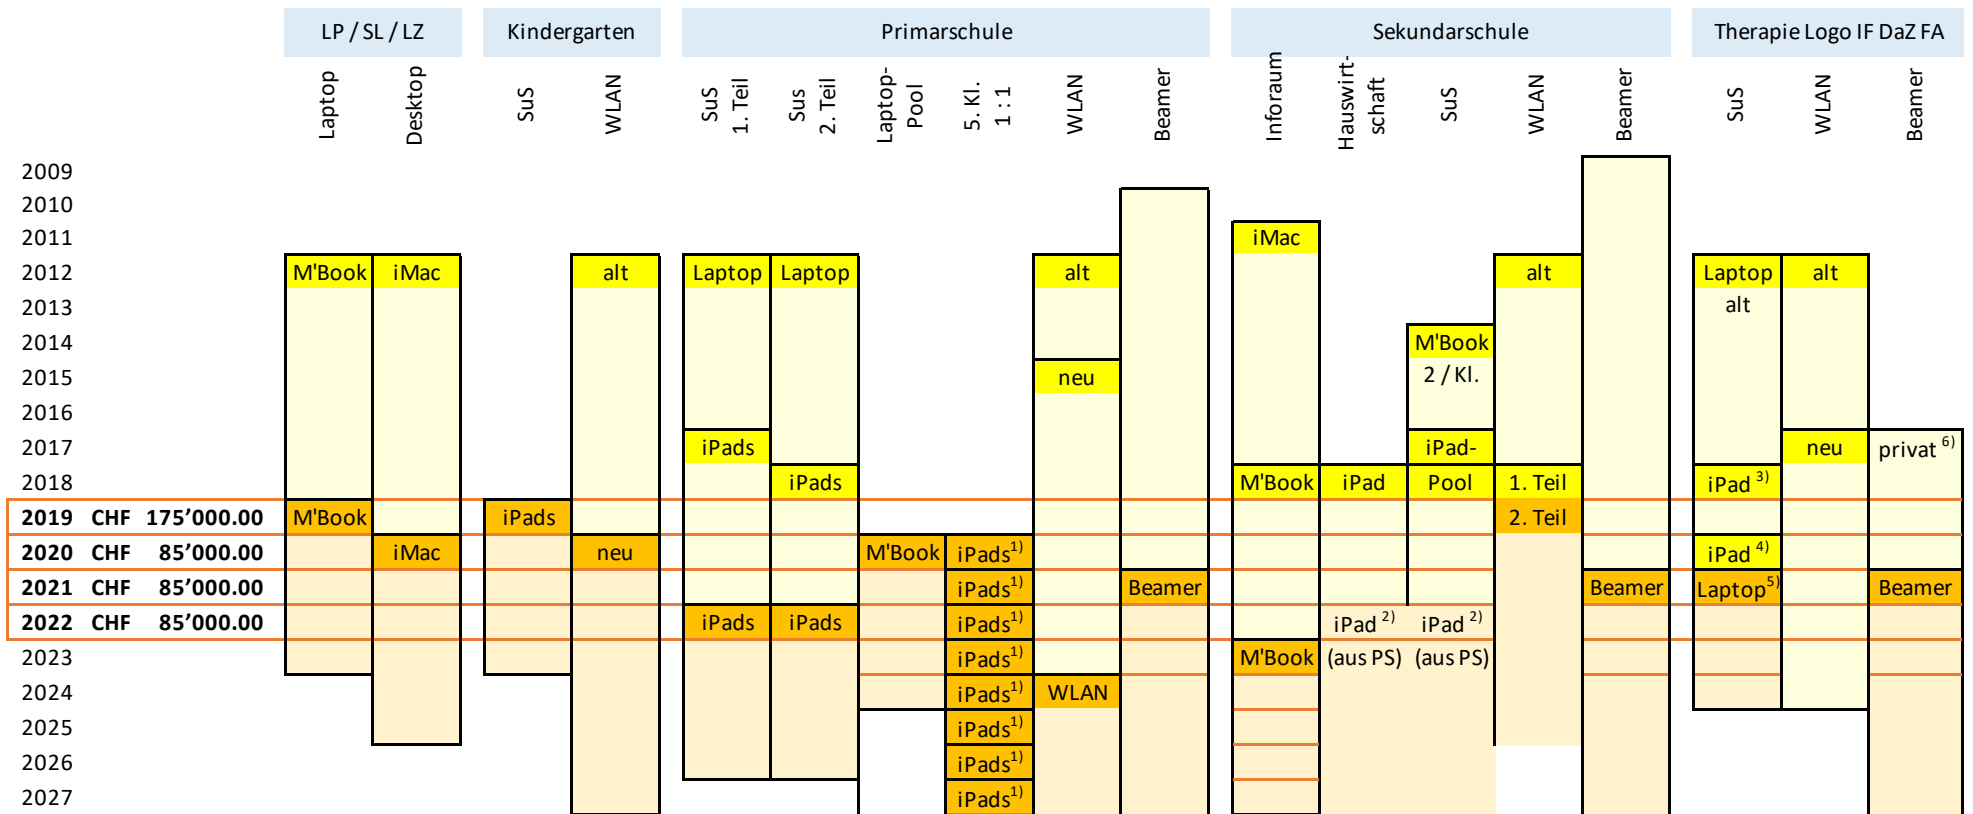 LP / SL / LZ Kindergarten Primarschule Sekundarschule Therapie Logo IF DaZ FA
Laptop Desktop SuS WLAN SuS 1. Teil Sus 2. Teil Laptop-Pool 5. Kl. 1 : 1 WLAN Beamer Inforaum Hauswirt-schaft SuS WLAN Beamer SuS WLAN Beamer
2009
2010
2011 iMac
2012 M'Book iMac alt Laptop Laptop alt alt Laptop alt
2013 alt
2014 M'Book
2015 neu 2 / Kl.
2016
2017 iPads iPad- neu privat 6)
2018 iPads M'Book iPad Pool 1. Teil iPad 3)
2019 CHF 175’000.00 M'Book iPads 2. Teil
2020 CHF 85’000.00 iMac neu M'Book iPads1) iPad 4)
2021 CHF 85’000.00 iPads1) Beamer Beamer Laptop5) Beamer
2022 CHF 85’000.00 iPads iPads iPads1) iPad 2) iPad 2)
2023 iPads1) M'Book (aus PS) (aus PS)
2024 iPads1) WLAN
2025 iPads1)
2026 iPads1)
2027 iPads1)